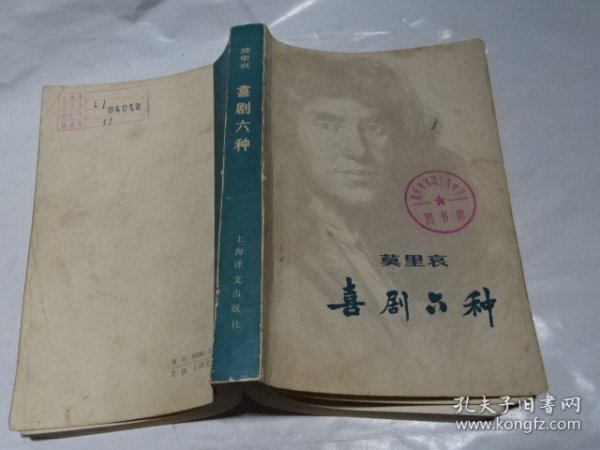 莫里哀
喜剧六种
上海译文出版社
莫里哀
喜剧六种
图书馆
04042
孔夫子旧书网
kongfz.com